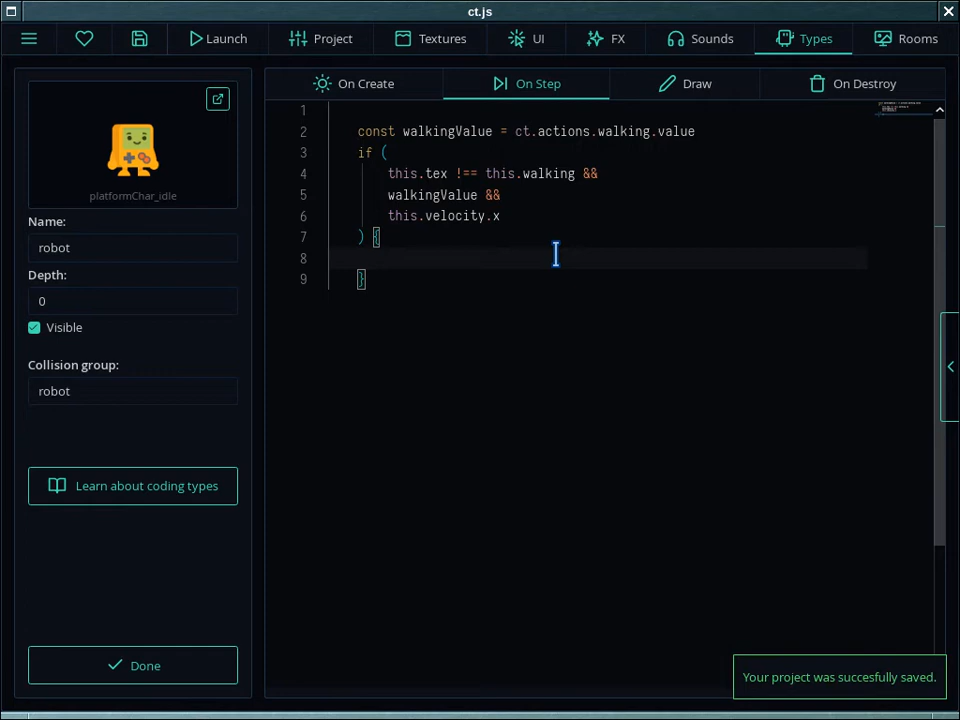 ct.js
Launch
Project
Textures
UI
FX
Sounds
Types
Rooms
On Create
On Step
Draw
On Destroy
platformChar_idle
Name:
robot
Depth:
0
Visible
Collision group:
robot
Learn about coding types
Done
1
2 const walkingValue = ct.actions.walking.value
3 if (
4 this.tex !== this.walking &&
5 walkingValue &&
6 this.velocity.x
7 ) {
8
9 }
Your project was succesfully saved.